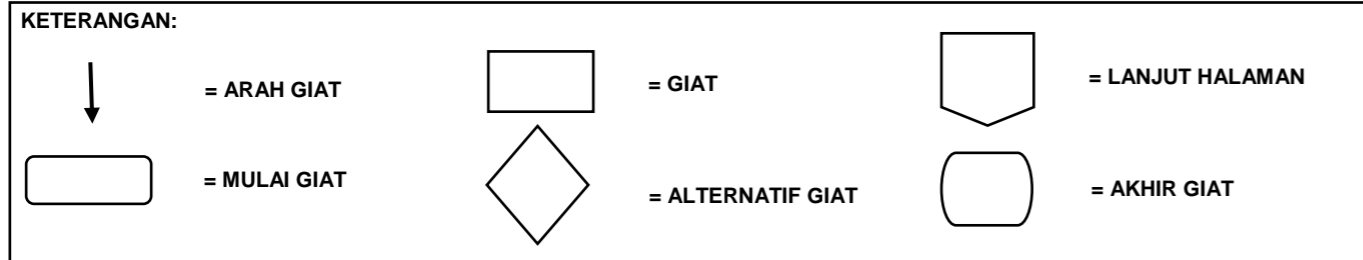 KETERANGAN:
= ARAH GIAT
= GIAT
= LANJUT HALAMAN
= MULAI GIAT
= ALTERNATIF GIAT
= AKHIR GIAT